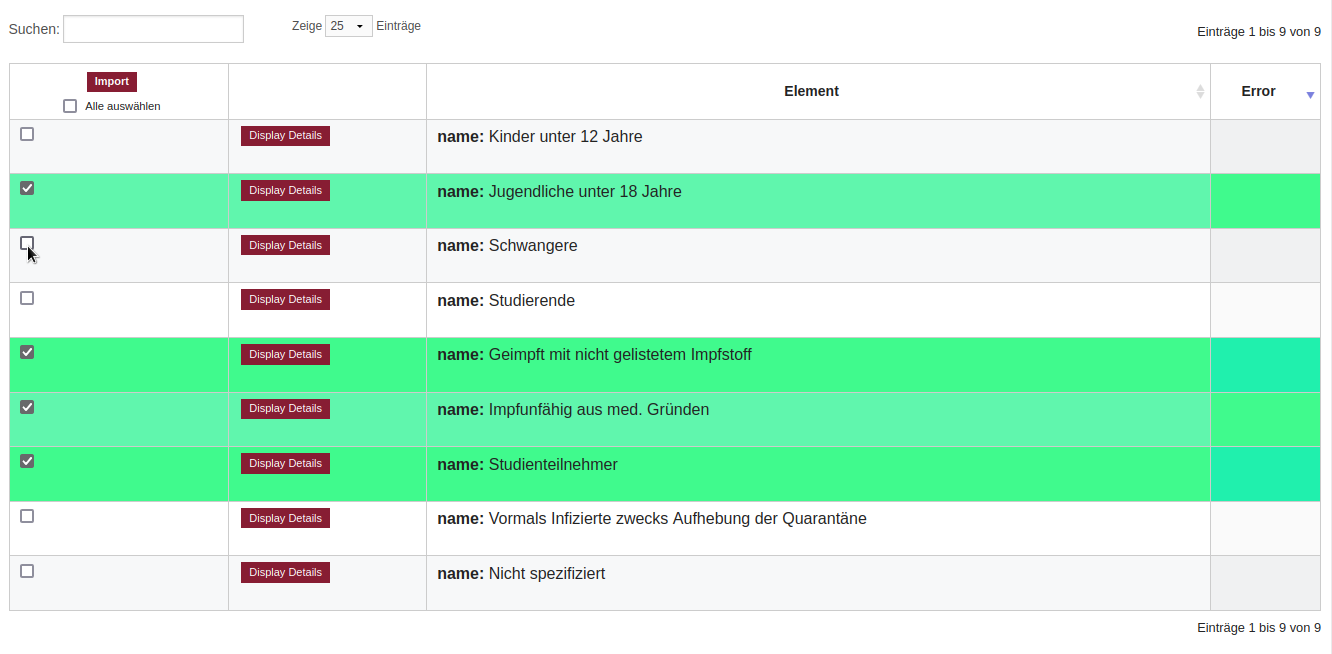 Suchen:
Zeige 25 Einträge
Einträge 1 bis 9 von 9
Import
Alle auswählen
Element
Error
Display Details name: Kinder unter 12 Jahre
Display Details name: Jugendliche unter 18 Jahre
Display Details name: Schwangere
Display Details name: Studierende
Display Details name: Geimpft mit nicht gelistetem Impfstoff
Display Details name: Impfunfähig aus med. Gründen
Display Details name: Studienteilnehmer
Display Details name: Vormals Infizierte zwecks Aufhebung der Quarantäne
Display Details name: Nicht spezifiziert
Einträge 1 bis 9 von 9